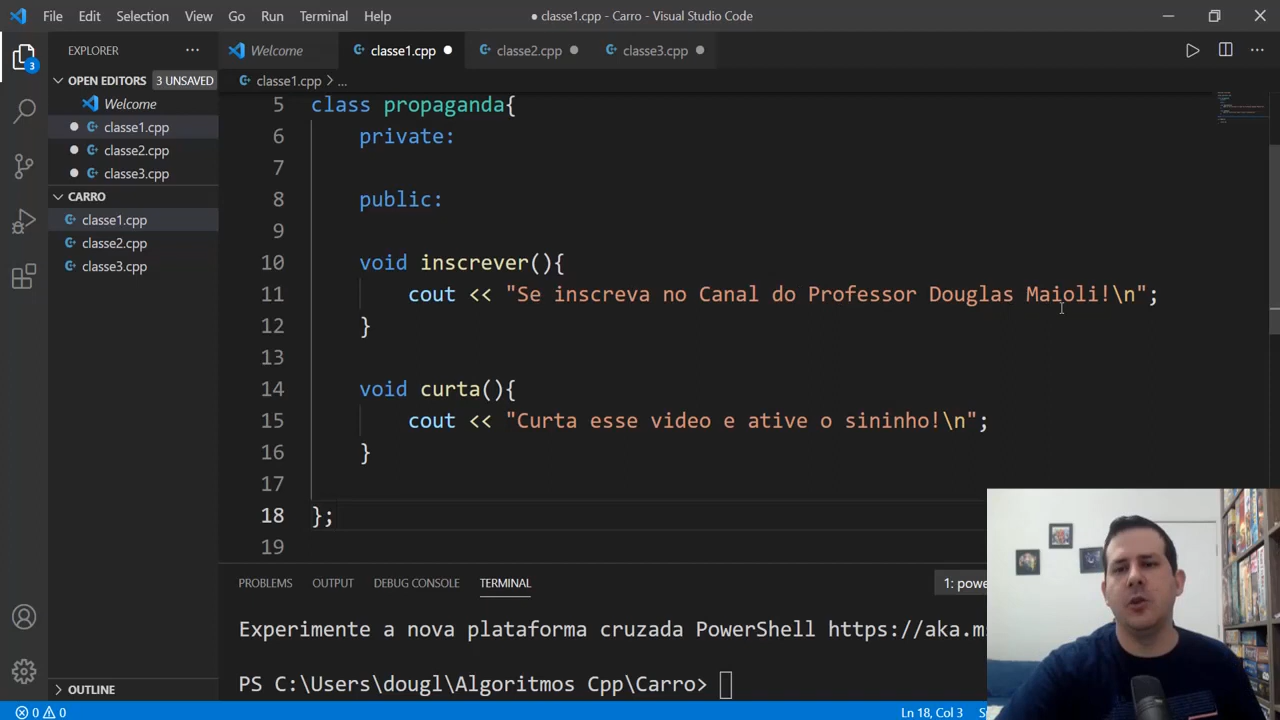 File Edit Selection View Go Run Terminal Help
classe1.cpp - Carro - Visual Studio Code
EXPLORER
Welcome
classe1.cpp
classe2.cpp
classe3.cpp
OPEN EDITORS
3 UNSAVED
Welcome
classe1.cpp
classe2.cpp
classe3.cpp
CARRO
classe1.cpp
classe2.cpp
classe3.cpp
OUTLINE
3
classe1.cpp > ...
5 class propaganda{
6 private:
7
8 public:
9
10 void inscrever(){
11 cout << "Se inscreva no Canal do Professor Douglas Maioli!\n";
12 }
13
14 void curta(){
15 cout << "Curta esse video e ative o sininho!\n";
16 }
17
18 };
19
PROBLEMS OUTPUT DEBUG CONSOLE TERMINAL
1: powe
Experimente a nova plataforma cruzada PowerShell https://aka.m
PS C:\Users\dougl\Algoritmos Cpp\Carro>
0 0
Ln 18, Col 3